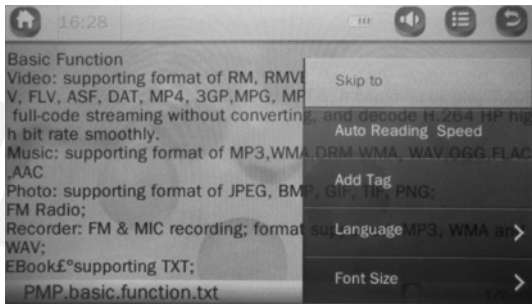 16:28
Basic Function
Video: supporting format of RM, RMVB
V, FLV, ASF, DAT, MP4, 3GP,MPG, MP
full-code streaming without converting, and decode H.264 HP hig
h bit rate smoothly.
Music: supporting format of MP3,WMA,DRM WMA, WAV,OGG,FLAC
,AAC
Photo: supporting format of JPEG, BMP, GIF, TIF, PNG;
FM Radio;
Recorder: FM & MIC recording; format supporting MP3, WMA and
WAV;
EBook£°supporting TXT;
PMP.basic.function.txt
Skip to
Auto Reading Speed
Add Tag
Language
Font Size